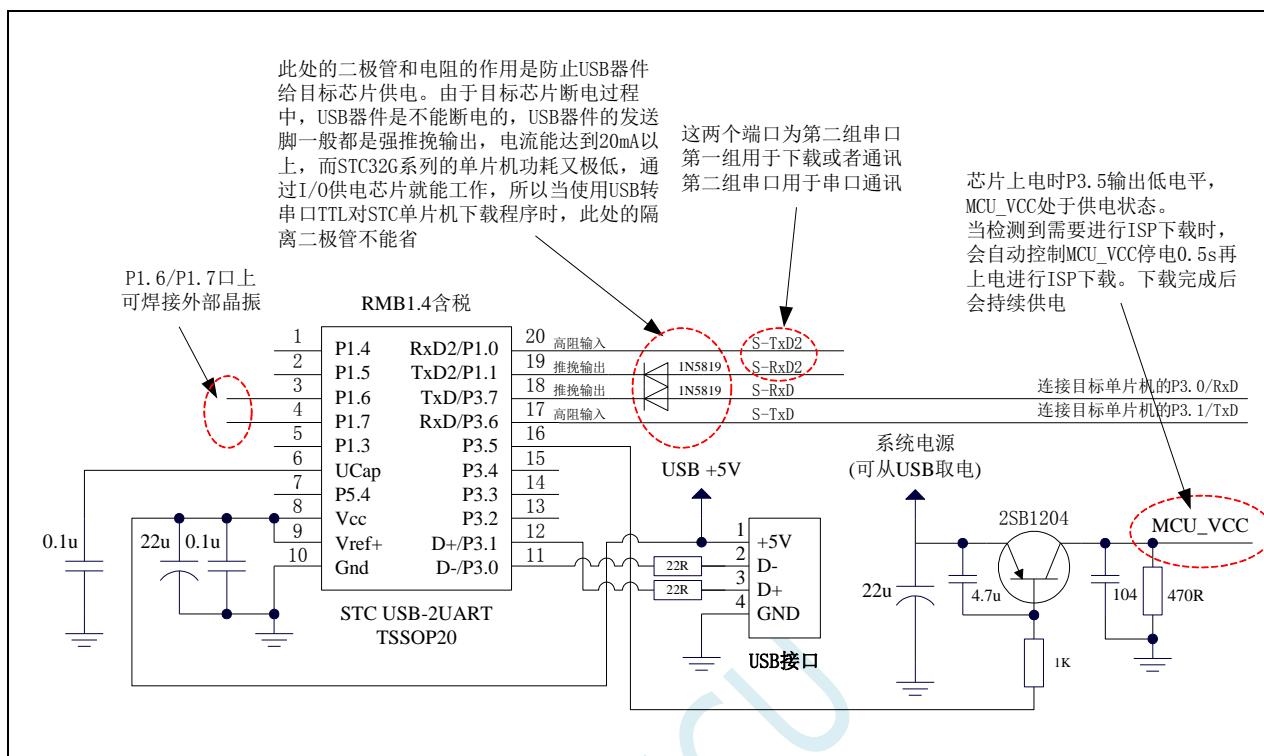 此处的二极管和电阻的作用是防止USB器件
给目标芯片供电。由于目标芯片断电过程
中，USB器件是不能断电的，USB器件的发送
脚一般都是强推挽输出，电流能达到20mA以
上，而STC32G系列的单片机功耗又极低，通
过I/O供电芯片就能工作，所以当使用USB转
串口TTL对STC单片机下载程序时，此处的隔
离二极管不能省
这两个端口为第二组串口
第一组用于下载或者通讯
第二组串口用于串口通讯
芯片上电时P3.5输出低电平，
MCU_VCC处于供电状态。
当检测到需要进行ISP下载时，
会自动控制MCU_VCC停电0.5s再
上电进行ISP下载。下载完成后
会持续供电
P1.6/P1.7口上
可焊接外部晶振
RMB1.4含税
1 P1.4 RxD2/P1.0 20 高阻输入 S-TxD2
2 P1.5 TxD2/P1.1 19 推挽输出 1N5819 S-RxD2
3 P1.6 TxD/P3.7 18 推挽输出 1N5819 S-RxD 连接目标单片机的P3.0/RxD
4 P1.7 RxD/P3.6 17 高阻输入 S-TxD 连接目标单片机的P3.1/TxD
5 P1.3 P3.5 16
6 UCap P3.4 15
7 P5.4 P3.3 14
8 Vcc P3.2 13
9 Vref+ D+/P3.1 12
10 Gnd D-/P3.0 11
STC USB-2UART
TSSOP20
0.1u
22u
0.1u
USB +5V
22R
22R
1 +5V
2 D-
3 D+
4 GND
USB接口
系统电源
(可从USB取电)
2SB1204
MCU_VCC
22u
4.7u
104
470R
1K
CU